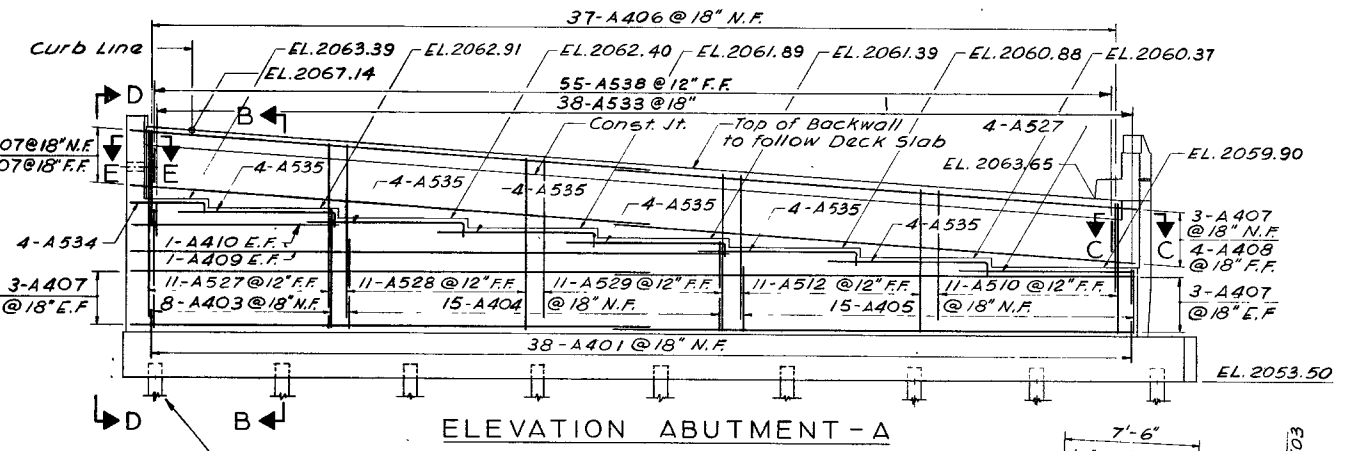 37-A406 @ 18" N.F.
Curb Line
EL.2063.39
EL.2062.91
EL.2062.40
EL.2061.89
EL.2061.39
EL.2060.88
EL.2060.37
EL.2067.14
55-A538 @ 12" F.F.
D
38-A533 @ 18"
B
Const. Jt.
Top of Backwall
to follow Deck Slab
4-A527
07@18" N.F.
07@18" F.F.
E
E
4-A535
4-A535
4-A535
4-A535
4-A535
4-A535
EL.2063.65
EL.2059.90
4-A534
1-A410 E.F.
1-A409 E.F.
C
C
3-A407
@ 18" N.F.
4-A408
@ 18" F.F.
3-A407
@ 18" E.F
11-A527 @ 12" F.F.
11-A528 @ 12" F.F.
11-A529 @ 12" F.F.
11-A512 @ 12" F.F.
11-A510 @ 12" F.F.
8-A403 @ 18" N.F.
15-A404
@ 18" N.F.
15-A405
@ 18" N.F.
3-A407
@ 18" E.F
38-A401 @ 18" N.F.
EL.2053.50
D
B
ELEVATION ABUTMENT-A
7'-6"
03